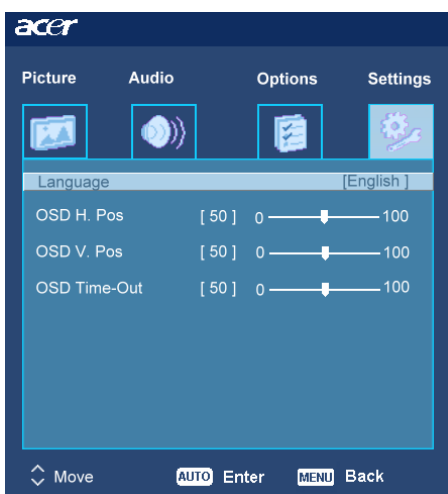 acer
Picture Audio Options Settings
Language [English ]
OSD H. Pos [ 50 ] 0 100
OSD V. Pos [ 50 ] 0 100
OSD Time-Out [ 50 ] 0 100
Move AUTO Enter MENU Back